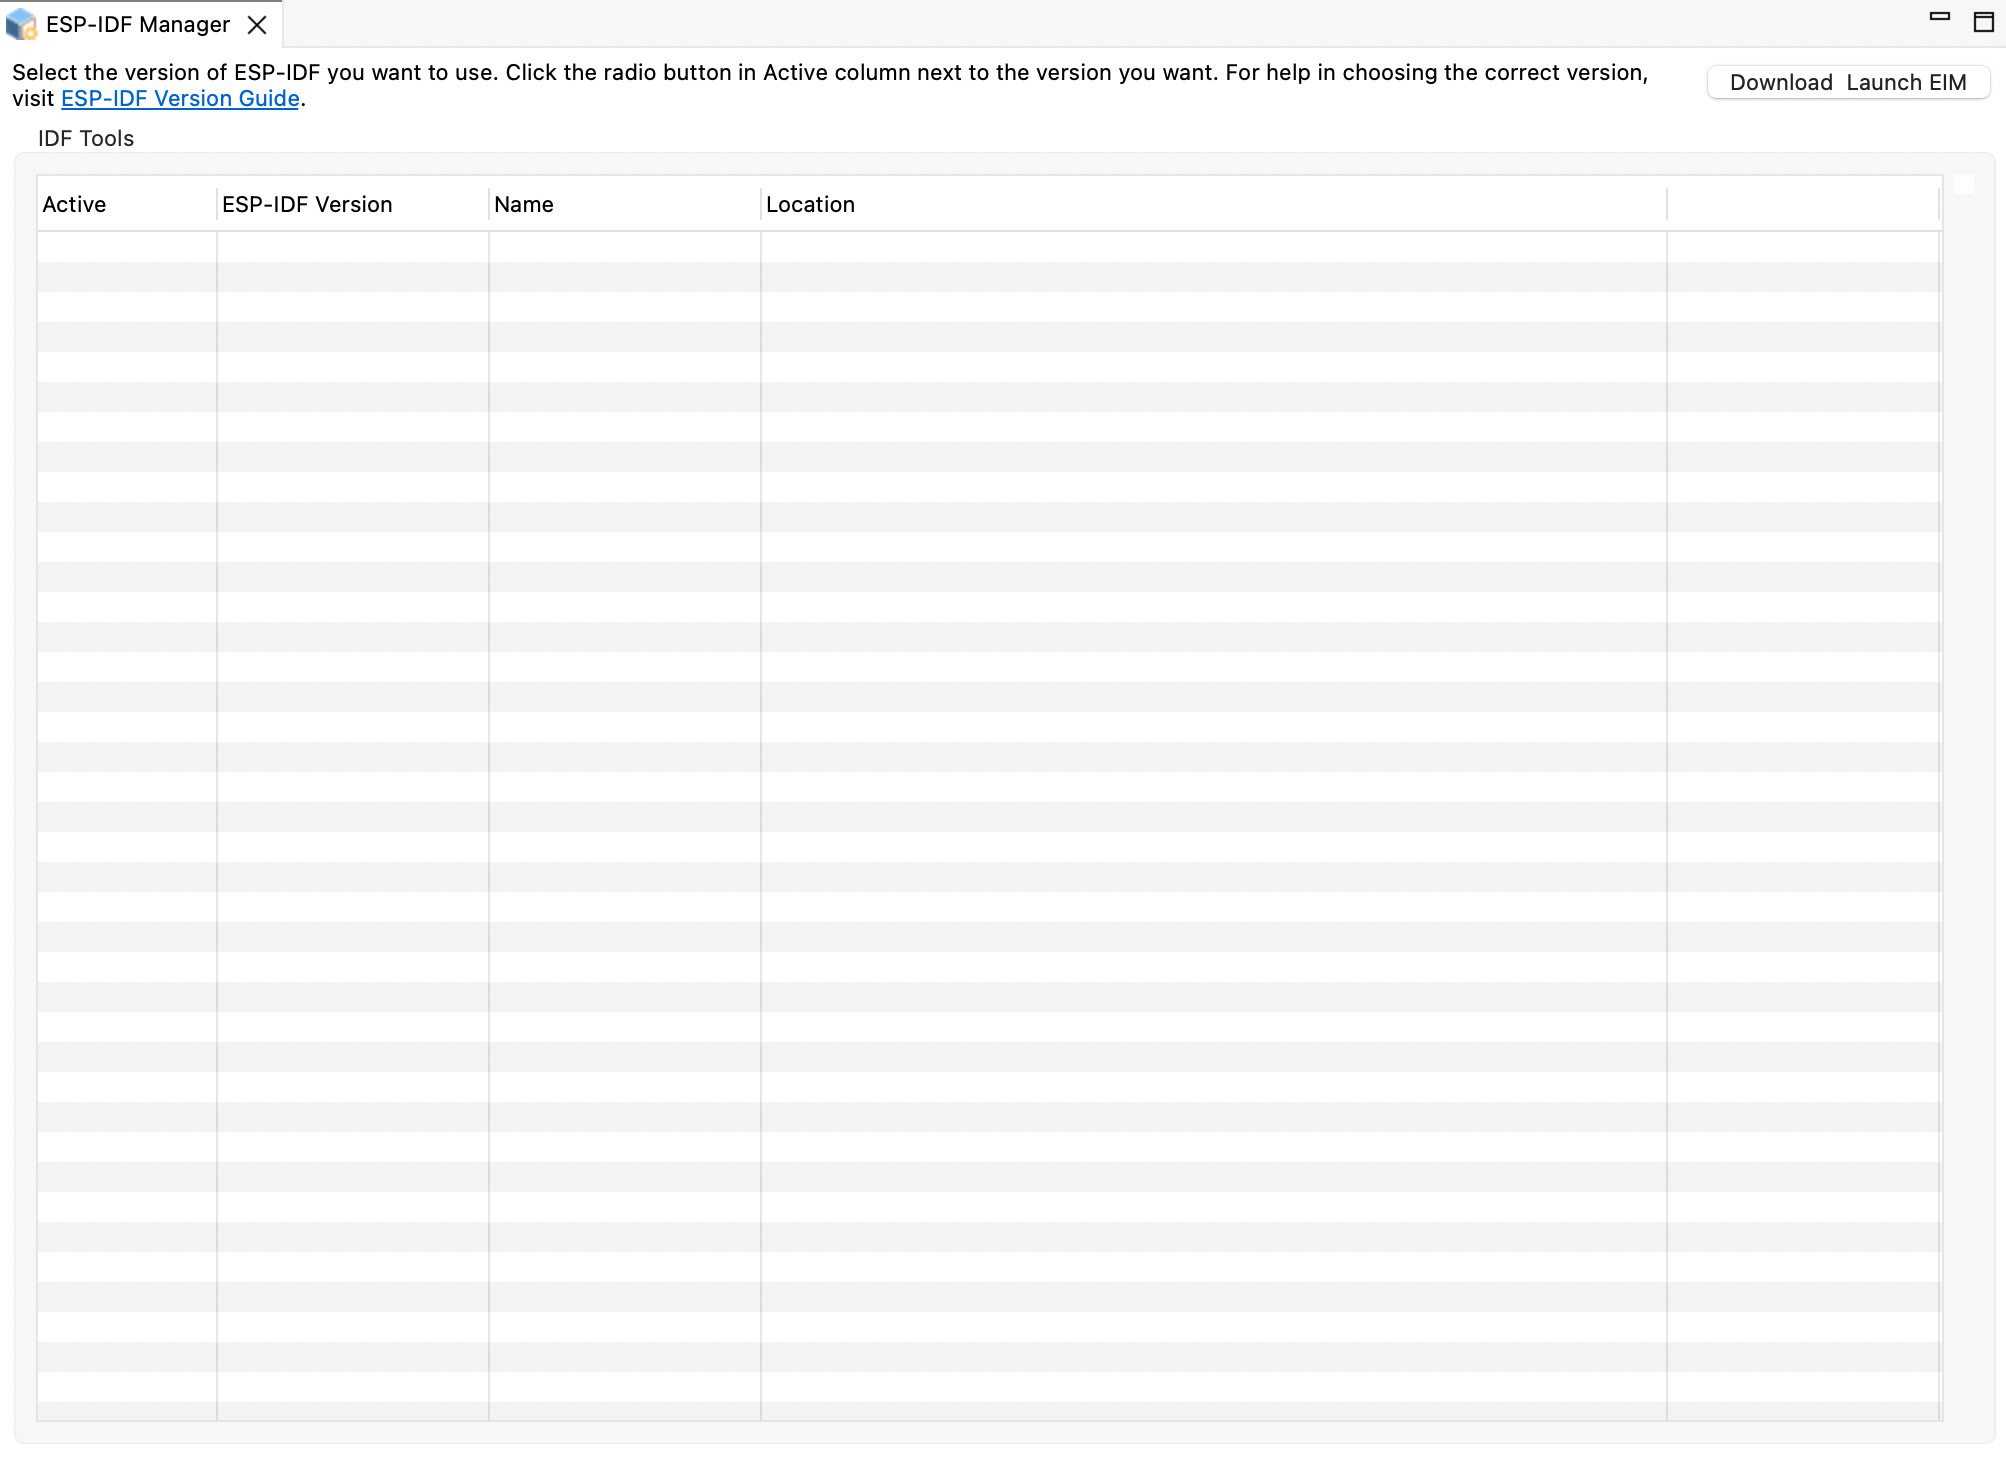 ESP-IDF Manager
Select the version of ESP-IDF you want to use. Click the radio button in Active column next to the version you want. For help in choosing the correct version,
visit ESP-IDF Version Guide.
Download  Launch EIM
IDF Tools
Active ESP-IDF Version Name Location